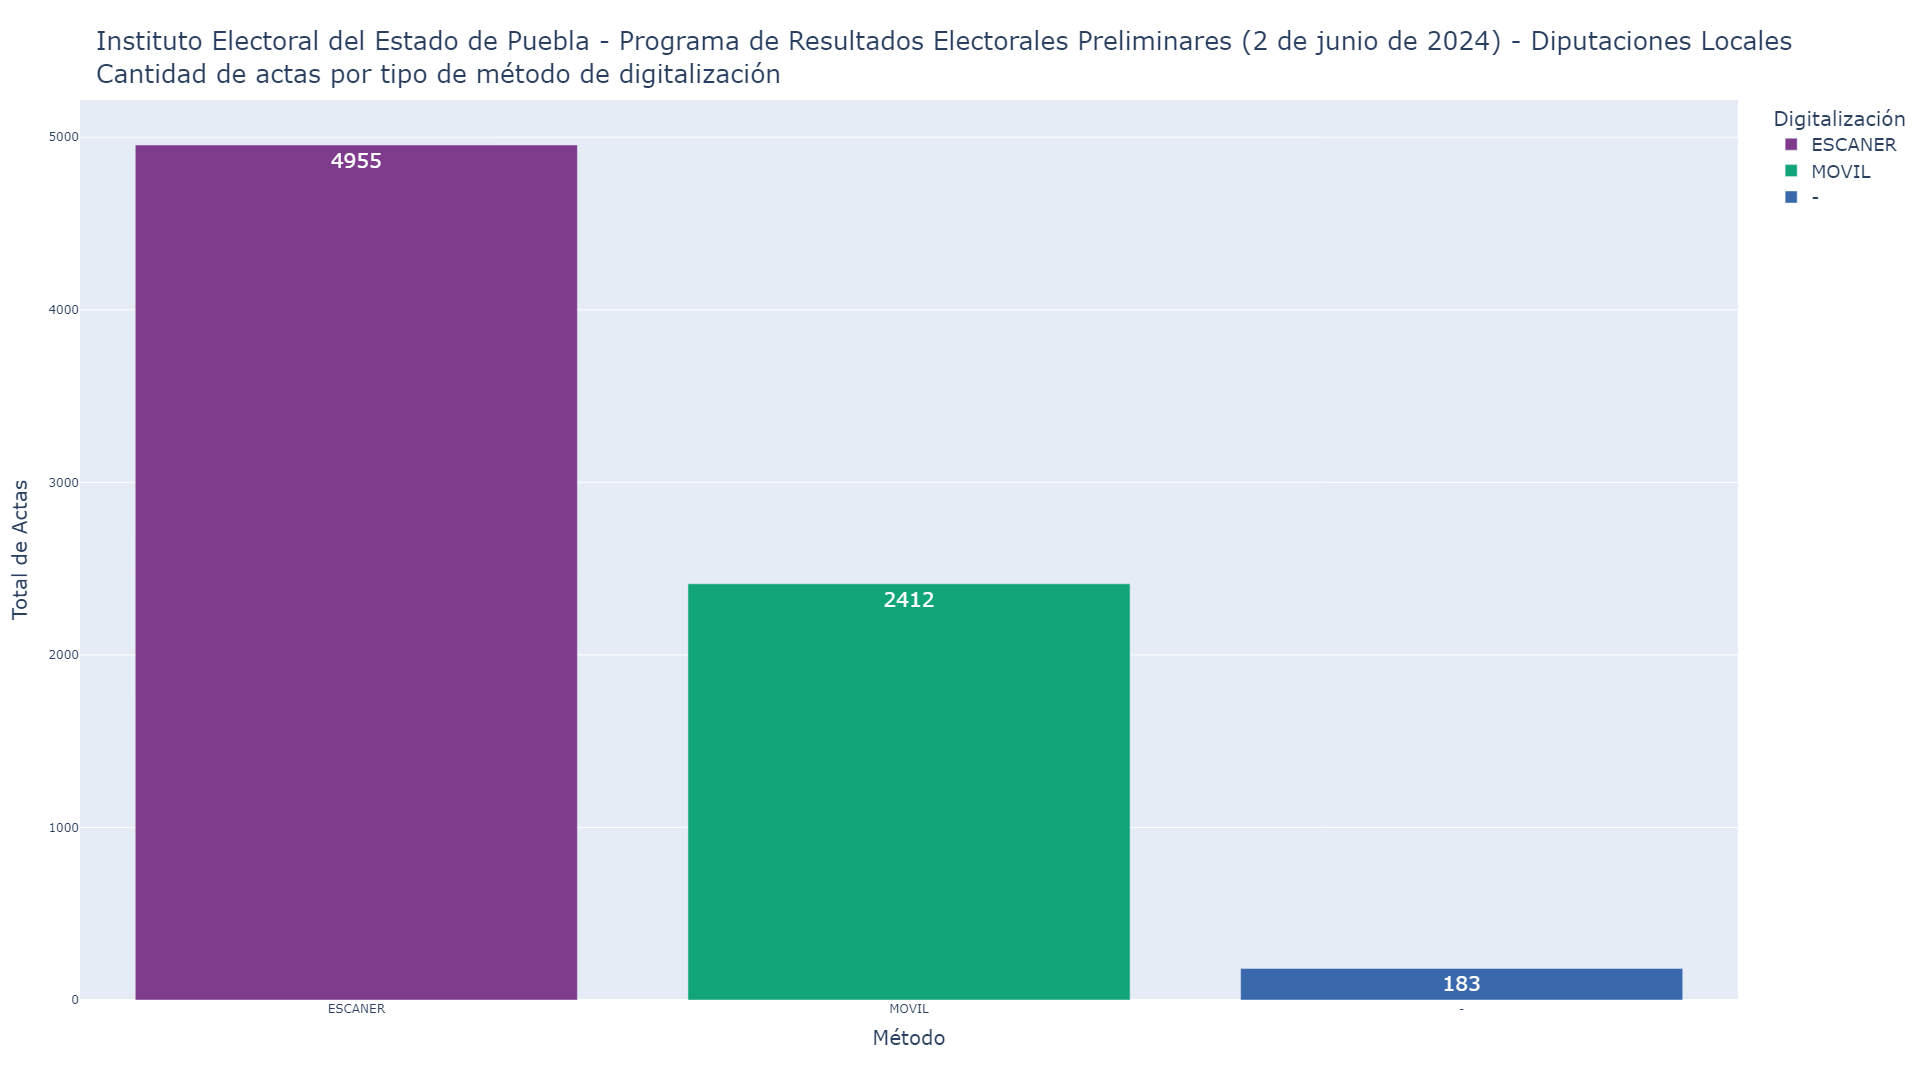 Instituto Electoral del Estado de Puebla - Programa de Resultados Electorales Preliminares (2 de junio de 2024) - Diputaciones Locales
Cantidad de actas por tipo de método de digitalización
Digitalización
ESCANER
MOVIL
-
Total de Actas
5000
4000
3000
2000
1000
0
4955
2412
183
ESCANER
MOVIL
-
Método